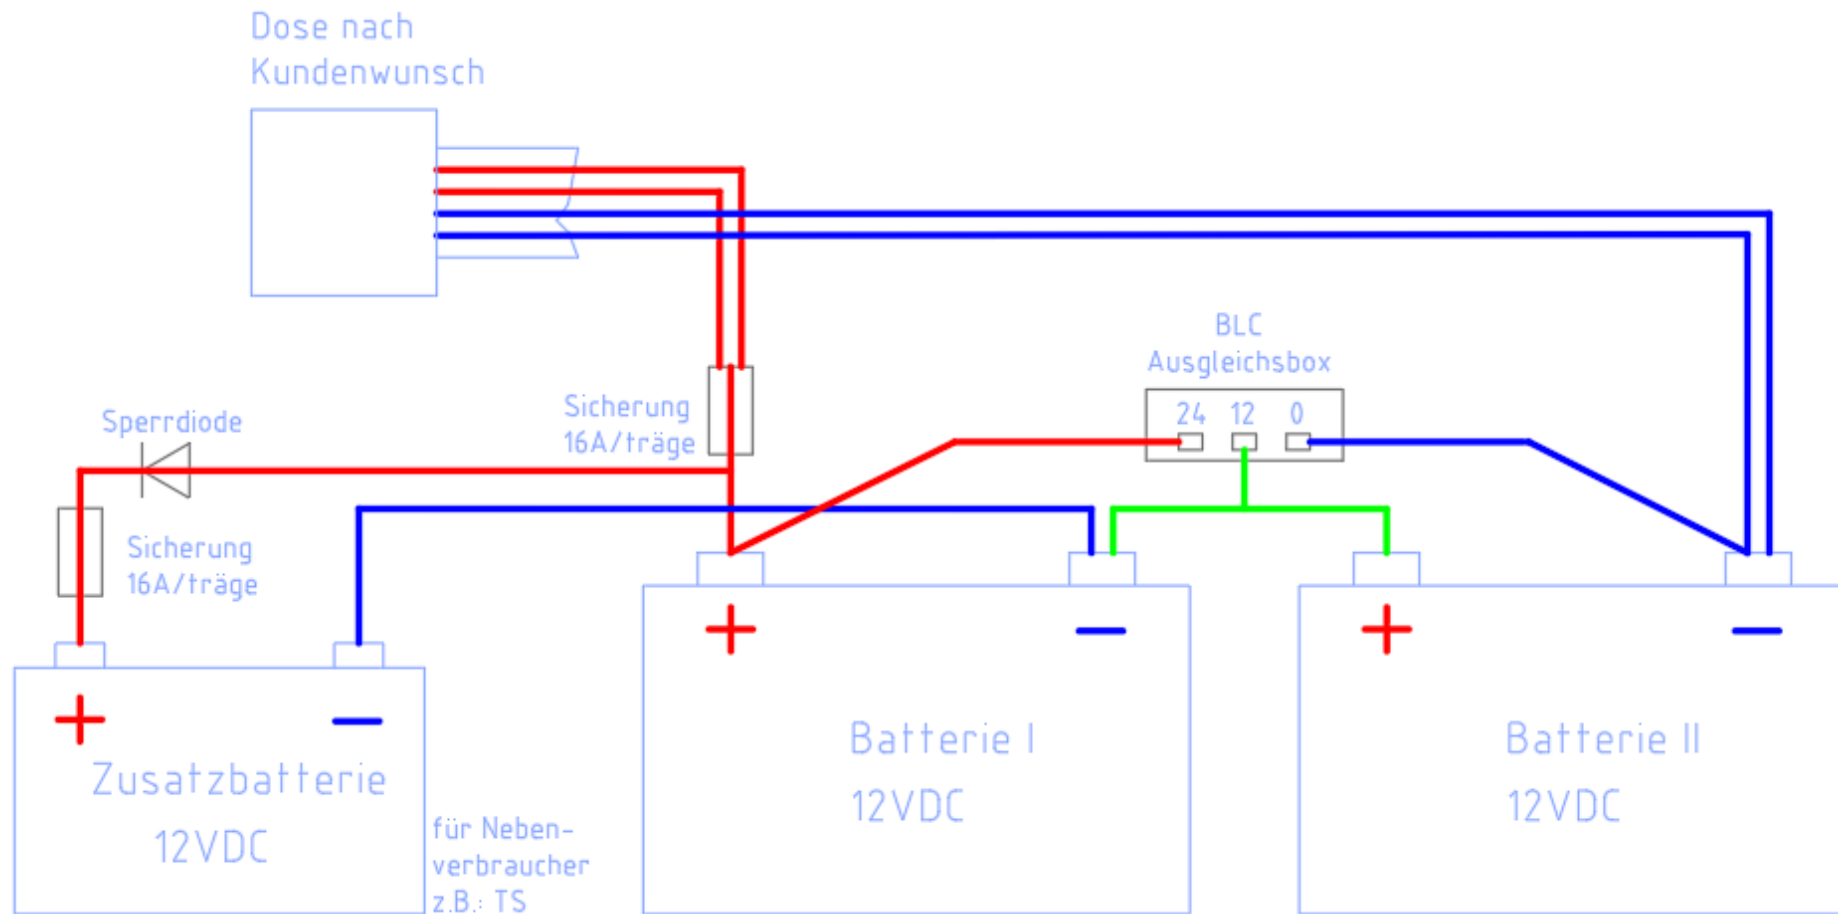 Dose nach
Kundenwunsch
BLC
Ausgleichsbox
24 12 0
Sicherung
16A/träge
Sperrdiode
Sicherung
16A/träge
+ −
+ −
+ −
Zusatzbatterie
12VDC
für Neben-
verbraucher
z.B.: TS
Batterie I
12VDC
Batterie II
12VDC